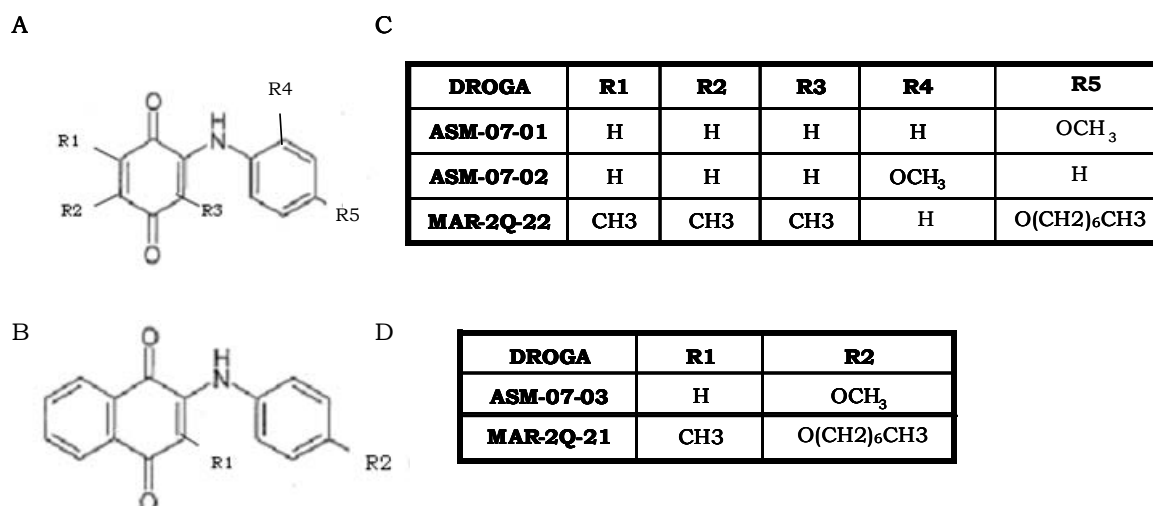 A
C
R4
O
H
N
R1
R2
R3
R5
O
DROGA R1 R2 R3 R4 R5
ASM-07-01 H H H H OCH3
ASM-07-02 H H H OCH3 H
MAR-2Q-22 CH3 CH3 CH3 H O(CH2)6CH3
B
D
O
H
N
R1
R2
O
DROGA R1 R2
ASM-07-03 H OCH3
MAR-2Q-21 CH3 O(CH2)6CH3